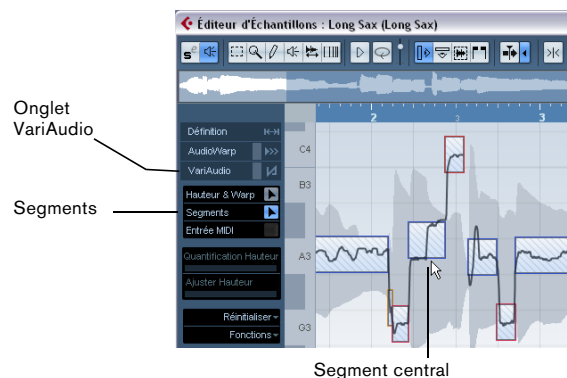 Éditeur d'Échantillons : Long Sax (Long Sax)
2
3
3
Onglet
VariAudio
Définition
AudioWarp
VariAudio
C4
B3
Hauteur & Warp
Segments
Segments
Entrée MIDI
Quantification Hauteur
A3
Ajuster Hauteur
Réinitialiser
G3
Fonctions
Segment central